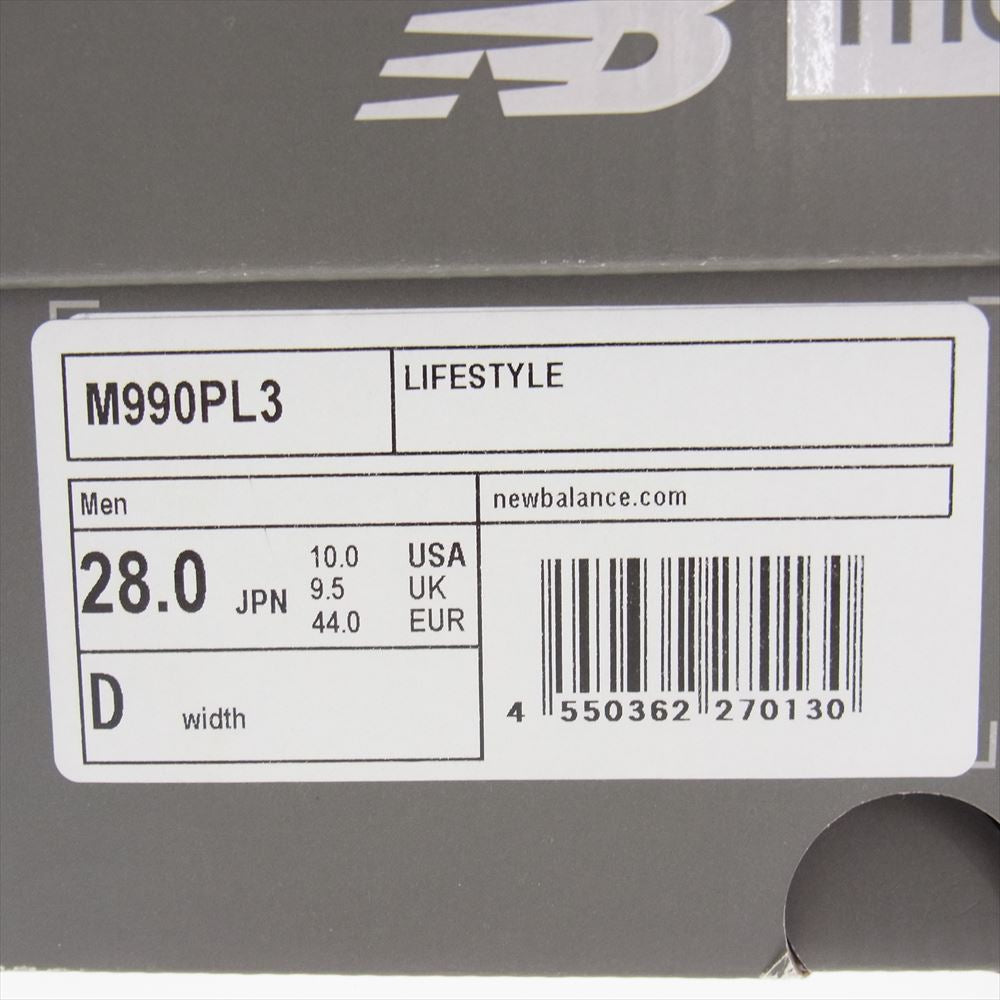 M990PL3
LIFESTYLE
Men
newbalance.com
28.0 JPN
10.0 USA
9.5 UK
44.0 EUR
D width
4 550362 270130